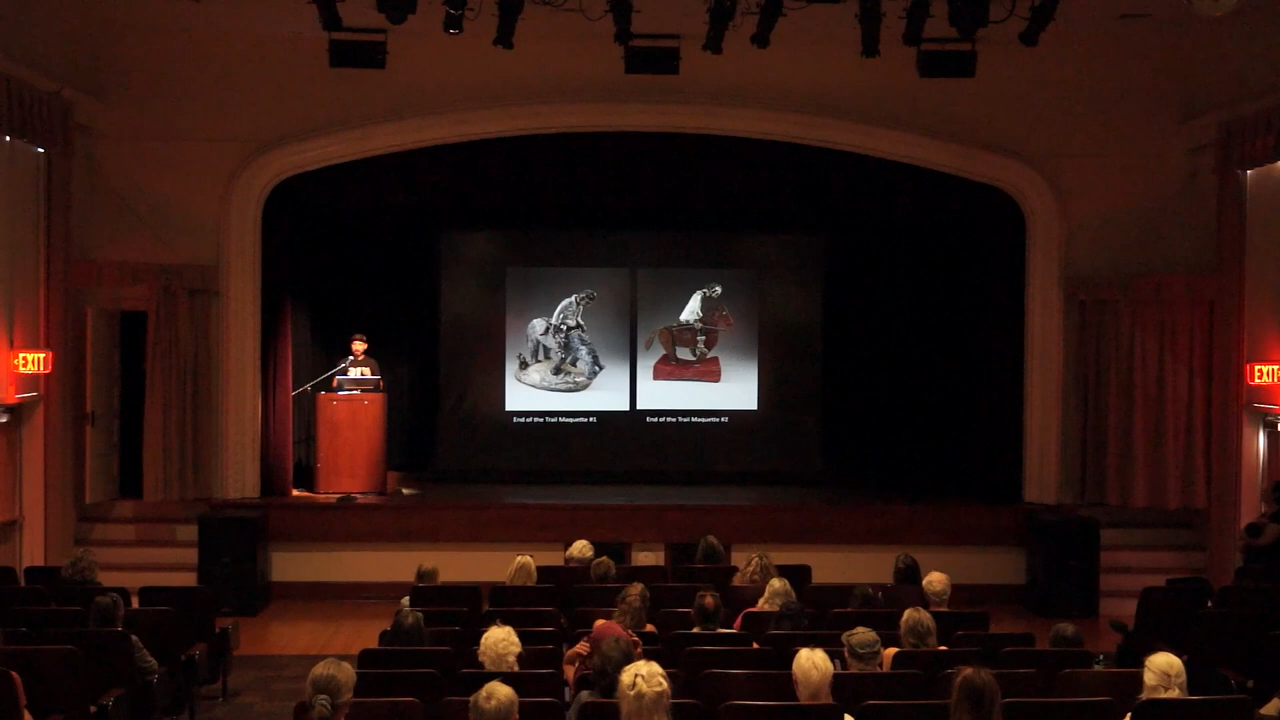 End of the Trail Maquette #1
End of the Trail Maquette #2
EXIT
EXIT